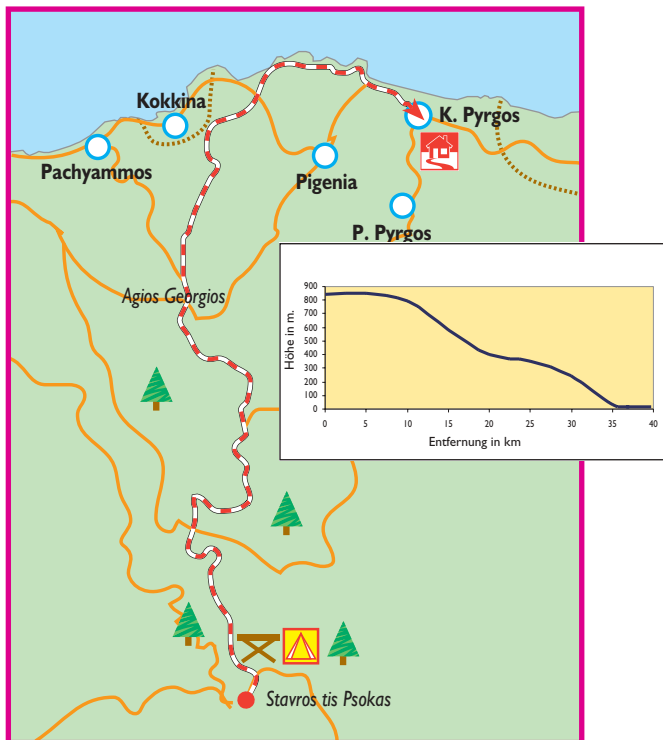 Kokkina
K. Pyrgos
Pachyammos
Pigenia
P. Pyrgos
Agios Georgios
Höhe in m.
900
800
700
600
500
400
300
200
100
0
0 5 10 15 20 25 30 35 40
Entfernung in km
Stavros tis Psokas